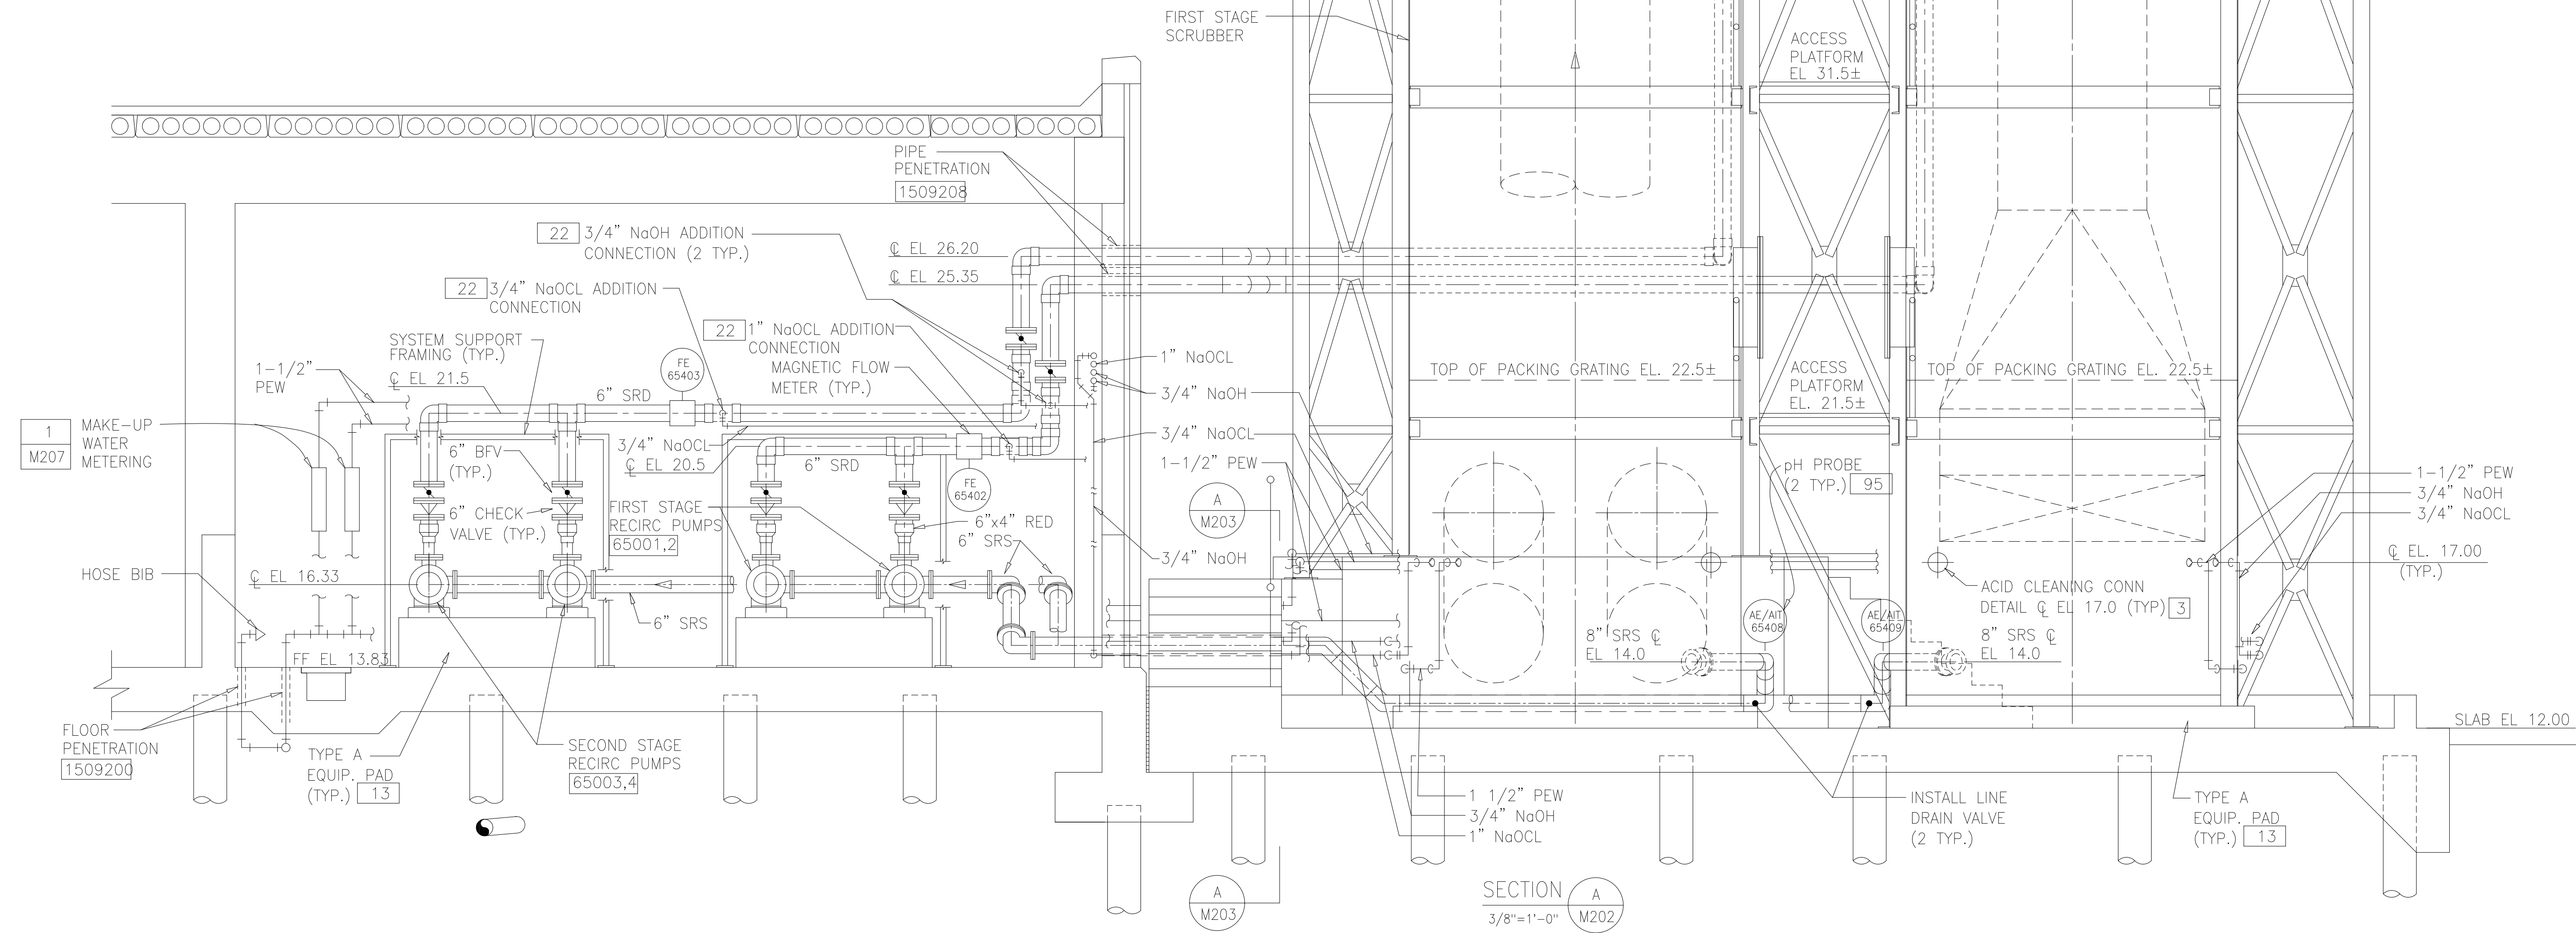 FIRST STAGE
SCRUBBER
ACCESS
PLATFORM
EL 31.5±
PIPE
PENETRATION
1509208
22 3/4" NaOH ADDITION
CONNECTION (2 TYP.)
℄ EL 26.20
℄ EL 25.35
22 3/4" NaOCL ADDITION
CONNECTION
22 1" NaOCL ADDITION
CONNECTION
MAGNETIC FLOW
METER (TYP.)
SYSTEM SUPPORT
FRAMING (TYP.)
FE
65403
1-1/2"
PEW
℄ EL 21.5
6" SRD
1
M207
MAKE-UP
WATER
METERING
1" NaOCL
3/4" NaOH
3/4" NaOCL
1-1/2" PEW
TOP OF PACKING GRATING EL. 22.5±
ACCESS
PLATFORM
EL. 21.5±
TOP OF PACKING GRATING EL. 22.5±
6" BFV
(TYP.)
3/4" NaOCL
℄ EL 20.5
6" SRD
FE
65402
6" CHECK
VALVE (TYP.)
FIRST STAGE
RECIRC PUMPS
65001,2
6"x4" RED
6" SRS
A
M203
3/4" NaOH
pH PROBE
(2 TYP.) 95
1-1/2" PEW
3/4" NaOH
3/4" NaOCL
HOSE BIB
℄ EL 16.33
6" SRS
℄ EL. 17.00
(TYP.)
ACID CLEANING CONN
DETAIL ℄ EL 17.0 (TYP) 3
AE/AIT
65408
AE/AIT
65409
8" SRS ℄
EL 14.0
8" SRS ℄
EL 14.0
FF EL 13.83
FLOOR
PENETRATION
1509200
TYPE A
EQUIP. PAD
(TYP.) 13
SECOND STAGE
RECIRC PUMPS
65003,4
SLAB EL 12.00
1 1/2" PEW
3/4" NaOH
1" NaOCL
INSTALL LINE
DRAIN VALVE
(2 TYP.)
TYPE A
EQUIP. PAD
(TYP.) 13
A
M203
SECTION
3/8"=1'-0"
A
M202